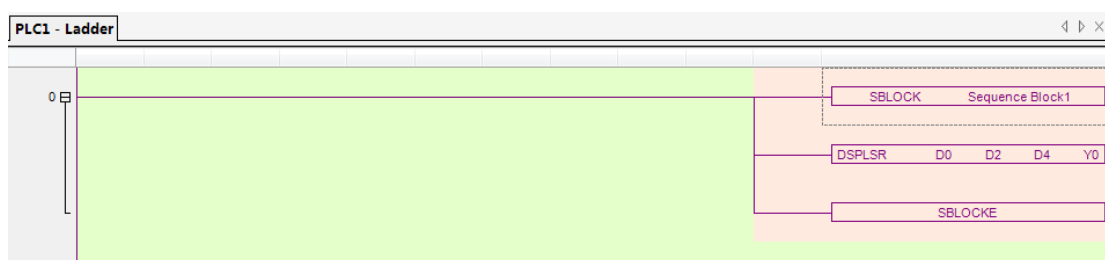 PLC1 - Ladder
0
SBLOCK Sequence Block1
DSPLSR D0 D2 D4 Y0
SBLOCKE